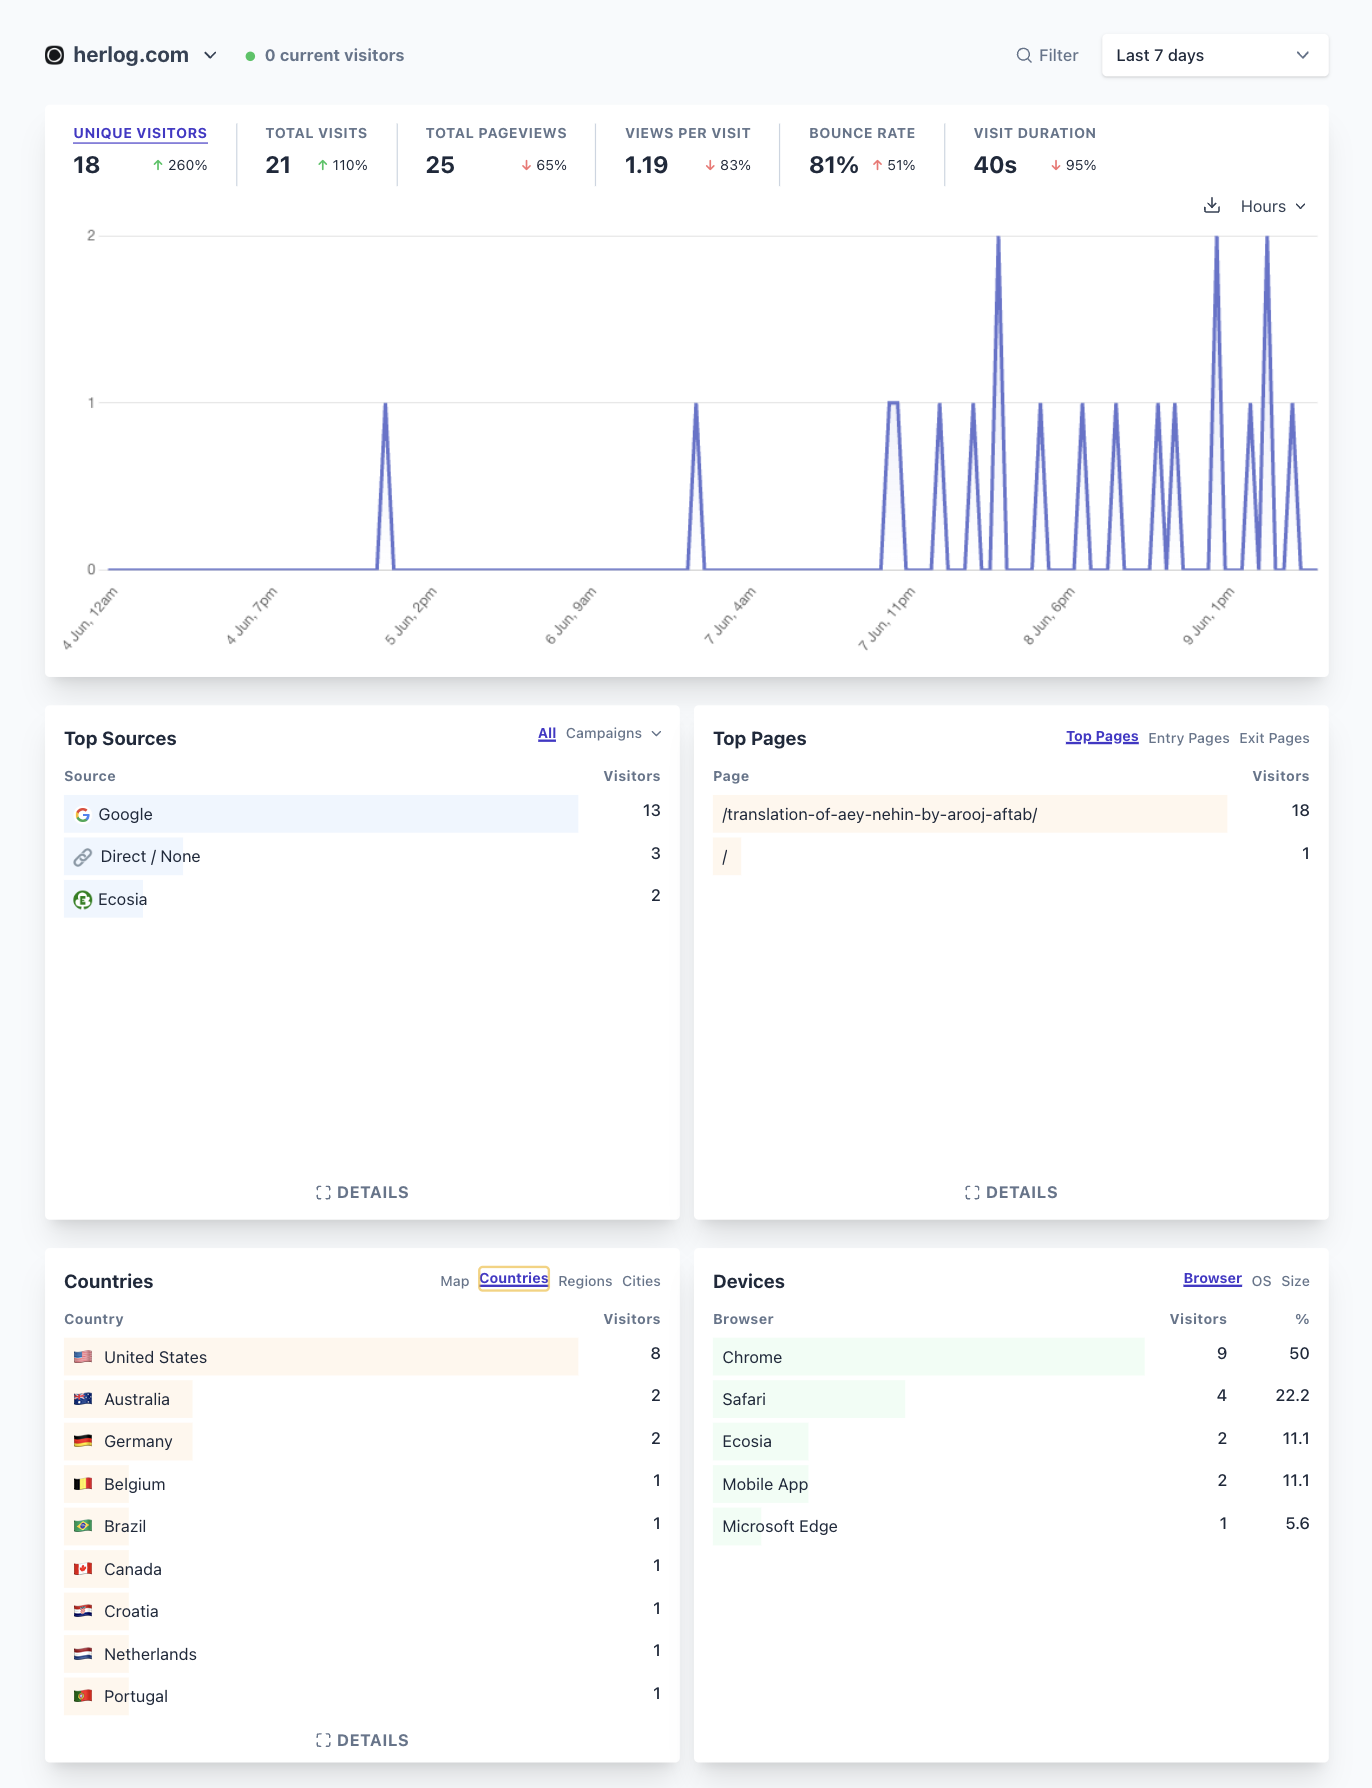 herlog.com
0 current visitors
Filter
Last 7 days
UNIQUE VISITORS
18 ↑ 260%
TOTAL VISITS
21 ↑ 110%
TOTAL PAGEVIEWS
25 ↓ 65%
VIEWS PER VISIT
1.19 ↓ 83%
BOUNCE RATE
81% ↑ 51%
VISIT DURATION
40s ↓ 95%
Hours
2
1
0
4 Jun, 12am
4 Jun, 7pm
5 Jun, 2pm
6 Jun, 9am
7 Jun, 4am
7 Jun, 11pm
8 Jun, 6pm
9 Jun, 1pm
Top Sources All Campaigns
Source Visitors
Google 13
Direct / None 3
Ecosia 2
DETAILS
Top Pages Top Pages Entry Pages Exit Pages
Page Visitors
/translation-of-aey-nehin-by-arooj-aftab/ 18
/ 1
DETAILS
Countries Map Countries Regions Cities
Country Visitors
United States 8
Australia 2
Germany 2
Belgium 1
Brazil 1
Canada 1
Croatia 1
Netherlands 1
Portugal 1
DETAILS
Devices Browser OS Size
Browser Visitors %
Chrome 9 50
Safari 4 22.2
Ecosia 2 11.1
Mobile App 2 11.1
Microsoft Edge 1 5.6